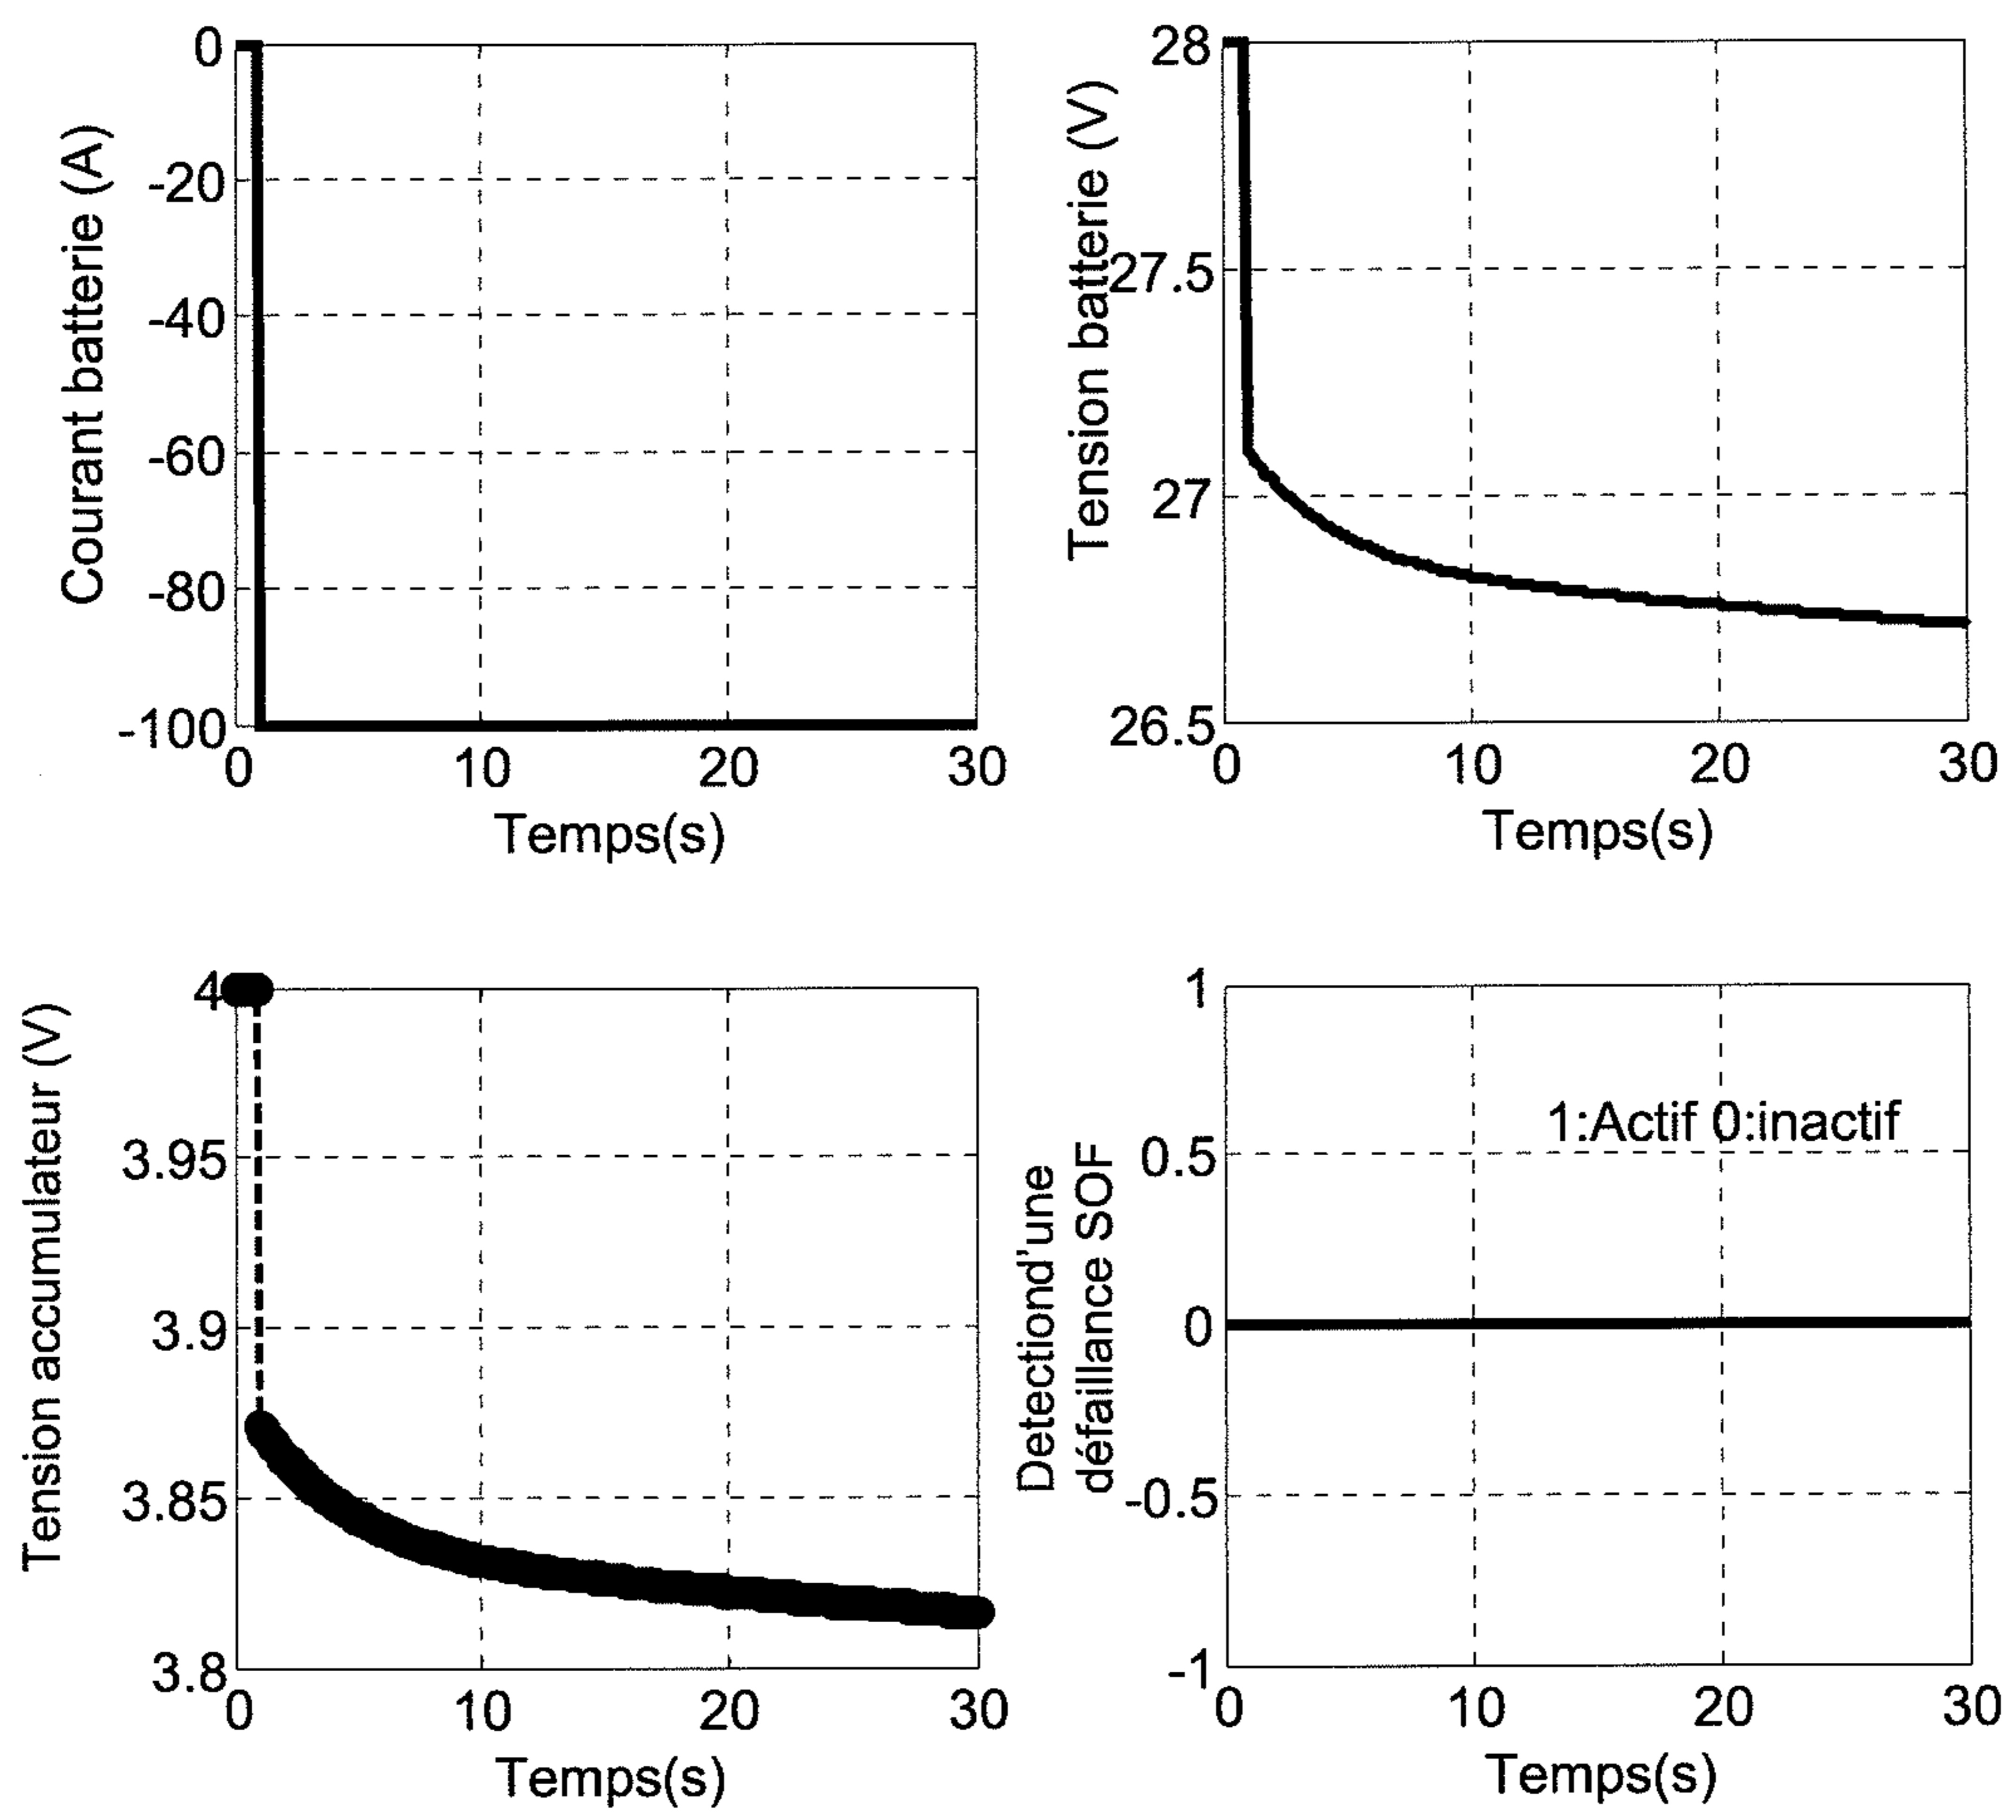 Courant batterie (A)
0
-20
-40
-60
-80
-100
0 10 20 30
Temps(s)
Tension batterie (V)
28
27.5
27
26.5
0 10 20 30
Temps(s)
Tension accumulateur (V)
4
3.95
3.9
3.85
3.8
0 10 20 30
Temps(s)
Detectiond'une
défaillance SOF
1
0.5
0
-0.5
-1
1:Actif 0:inactif
0 10 20 30
Temps(s)